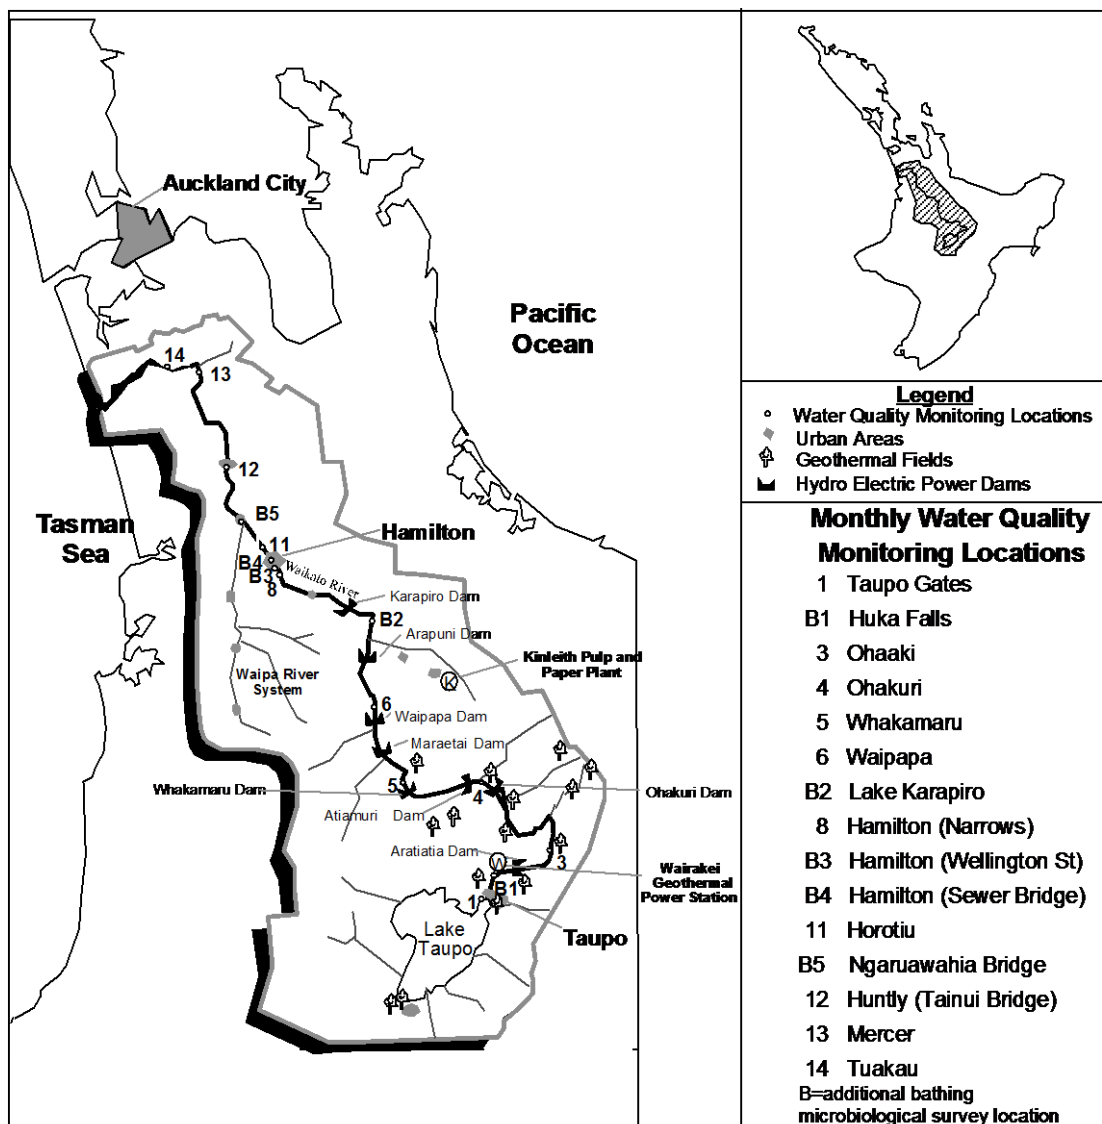 Auckland City
Pacific
Ocean
14
13
12
B5
Tasman
Sea
Hamilton
11
B4
B3
8
Waikato River
Karapiro Dam
B2
Arapuni Dam
Kinleith Pulp and
Paper Plant
K
Waipa River
System
6
Waipapa Dam
Maraetai Dam
Whakamaru Dam
5
4
Ohakuri Dam
Atiamuri Dam
Aratiatia Dam
W
3
Wairakei
Geothermal
Power Station
B1
1
Lake
Taupo
Taupo
Legend
Water Quality Monitoring Locations
Urban Areas
Geothermal Fields
Hydro Electric Power Dams
Monthly Water Quality
Monitoring Locations
1 Taupo Gates
B1 Huka Falls
3 Ohaaki
4 Ohakuri
5 Whakamaru
6 Waipapa
B2 Lake Karapiro
8 Hamilton (Narrows)
B3 Hamilton (Wellington St)
B4 Hamilton (Sewer Bridge)
11 Horotiu
B5 Ngaruawahia Bridge
12 Huntly (Tainui Bridge)
13 Mercer
14 Tuakau
B=additional bathing
microbiological survey location